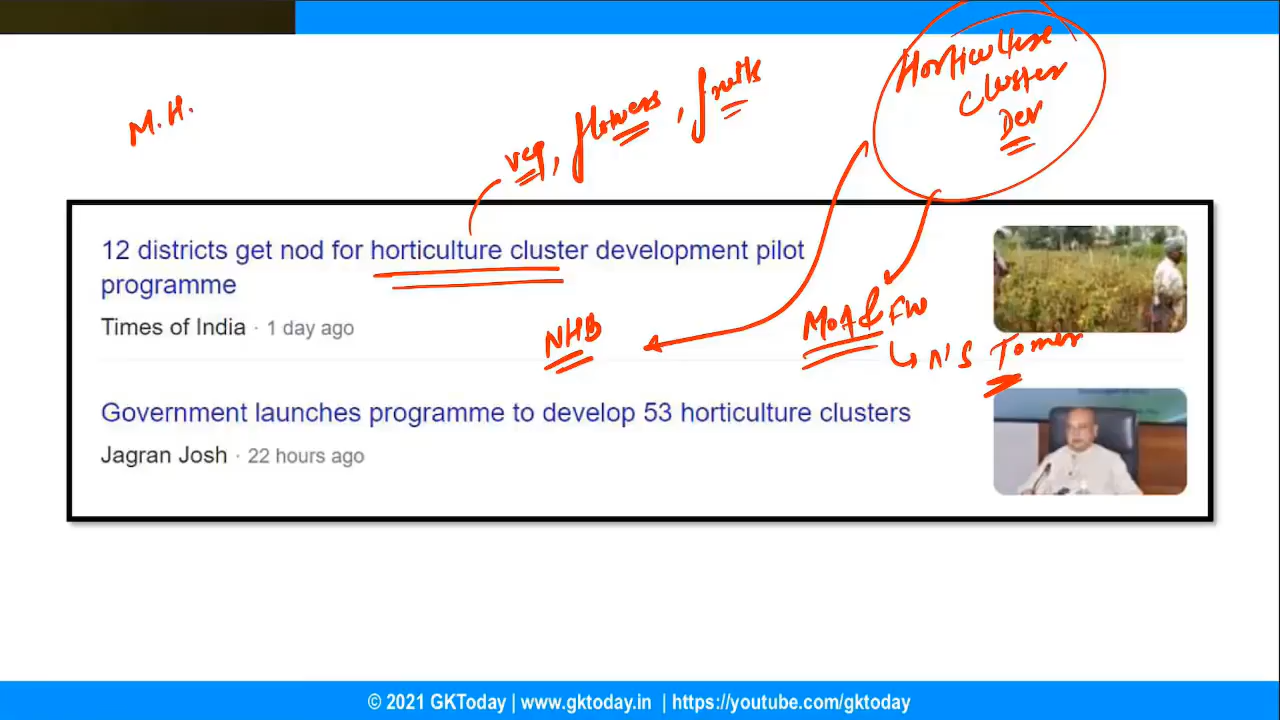 Horticulture
Cluster
Dev
M.H.
veg, flowers, fruits
12 districts get nod for horticulture cluster development pilot
programme
Times of India · 1 day ago
NHB
MoA & FW
N S Tomer
Government launches programme to develop 53 horticulture clusters
Jagran Josh · 22 hours ago
© 2021 GKToday | www.gktoday.in | https://youtube.com/gktoday